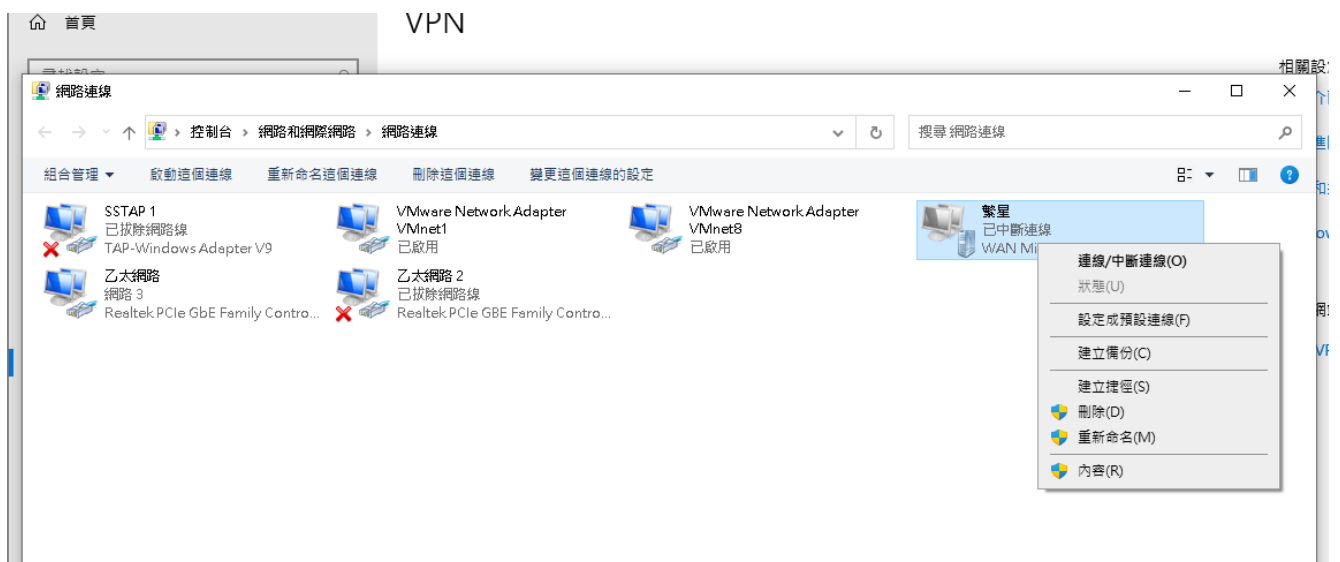 首頁
VPN
尋找設定
相關設
網路連線
控制台 › 網路和網際網路 › 網路連線
搜尋 網路連線
組合管理 啟動這個連線 重新命名這個連線 刪除這個連線 變更這個連線的設定
SSTAP 1
已拔除網路線
TAP-Windows Adapter V9
VMware Network Adapter
VMnet1
已啟用
VMware Network Adapter
VMnet8
已啟用
繁星
已中斷連線
WAN Mi
乙太網路
網路 3
Realtek PCIe GbE Family Contro...
乙太網路 2
已拔除網路線
Realtek PCIe GBE Family Contro...
連線/中斷連線(O)
狀態(U)
設定成預設連線(F)
建立備份(C)
建立捷徑(S)
刪除(D)
重新命名(M)
內容(R)